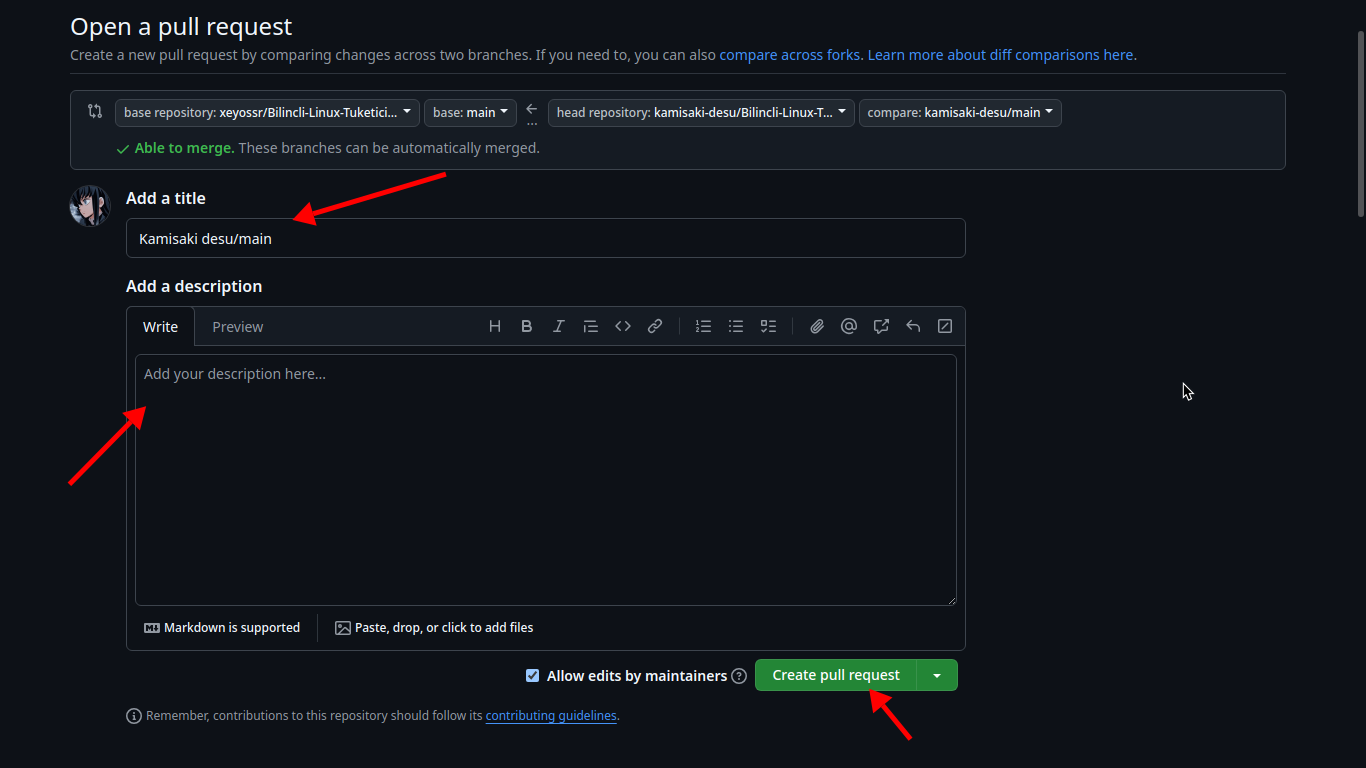 Open a pull request
Create a new pull request by comparing changes across two branches. If you need to, you can also compare across forks. Learn more about diff comparisons here.
base repository: xeyossr/Bilincli-Linux-Tuketici... base: main ... head repository: kamisaki-desu/Bilincli-Linux-T... compare: kamisaki-desu/main
Able to merge. These branches can be automatically merged.
Add a title
Kamisaki desu/main
Add a description
Write Preview
Add your description here...
Markdown is supported Paste, drop, or click to add files
Allow edits by maintainers Create pull request
Remember, contributions to this repository should follow its contributing guidelines.